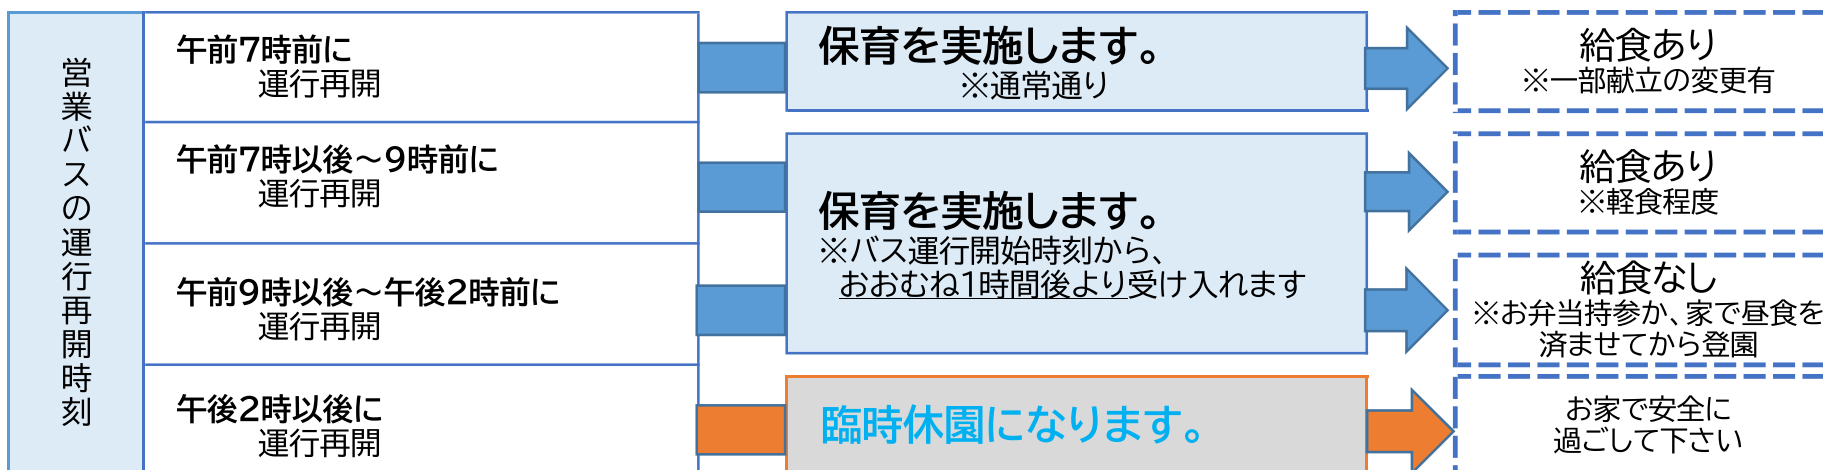 営業バスの運行再開時刻
午前7時前に
運行再開
保育を実施します。
※通常通り
給食あり
※一部献立の変更有
午前7時以後～9時前に
運行再開
保育を実施します。
※バス運行開始時刻から、
おおむね1時間後より受け入れます
給食あり
※軽食程度
午前9時以後～午後2時前に
運行再開
給食なし
※お弁当持参か、家で昼食を
済ませてから登園
午後2時以後に
運行再開
臨時休園になります。
お家で安全に
過ごして下さい